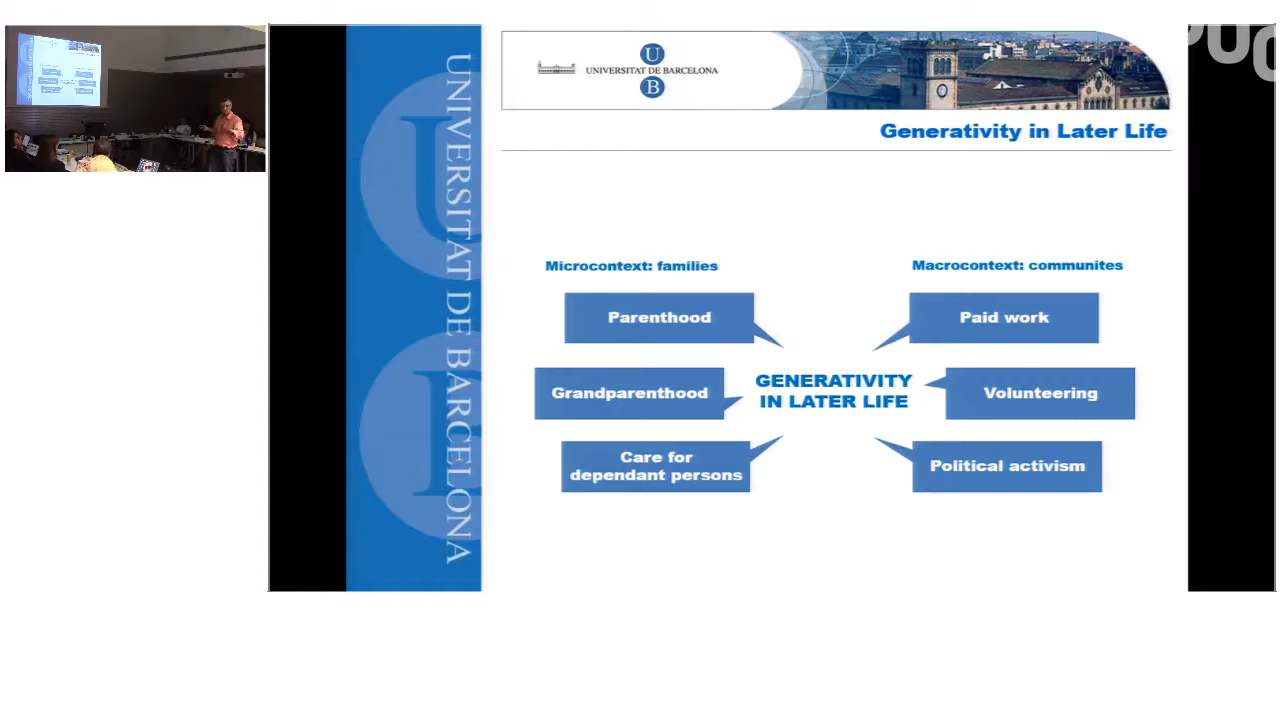 UNIVERSITAT DE BARCELONA
U
UNIVERSITAT DE BARCELONA
B
Generativity in Later Life
Microcontext: families
Macrocontext: communites
Parenthood
Paid work
Grandparenthood
GENERATIVITY
IN LATER LIFE
Volunteering
Care for
dependant persons
Political activism